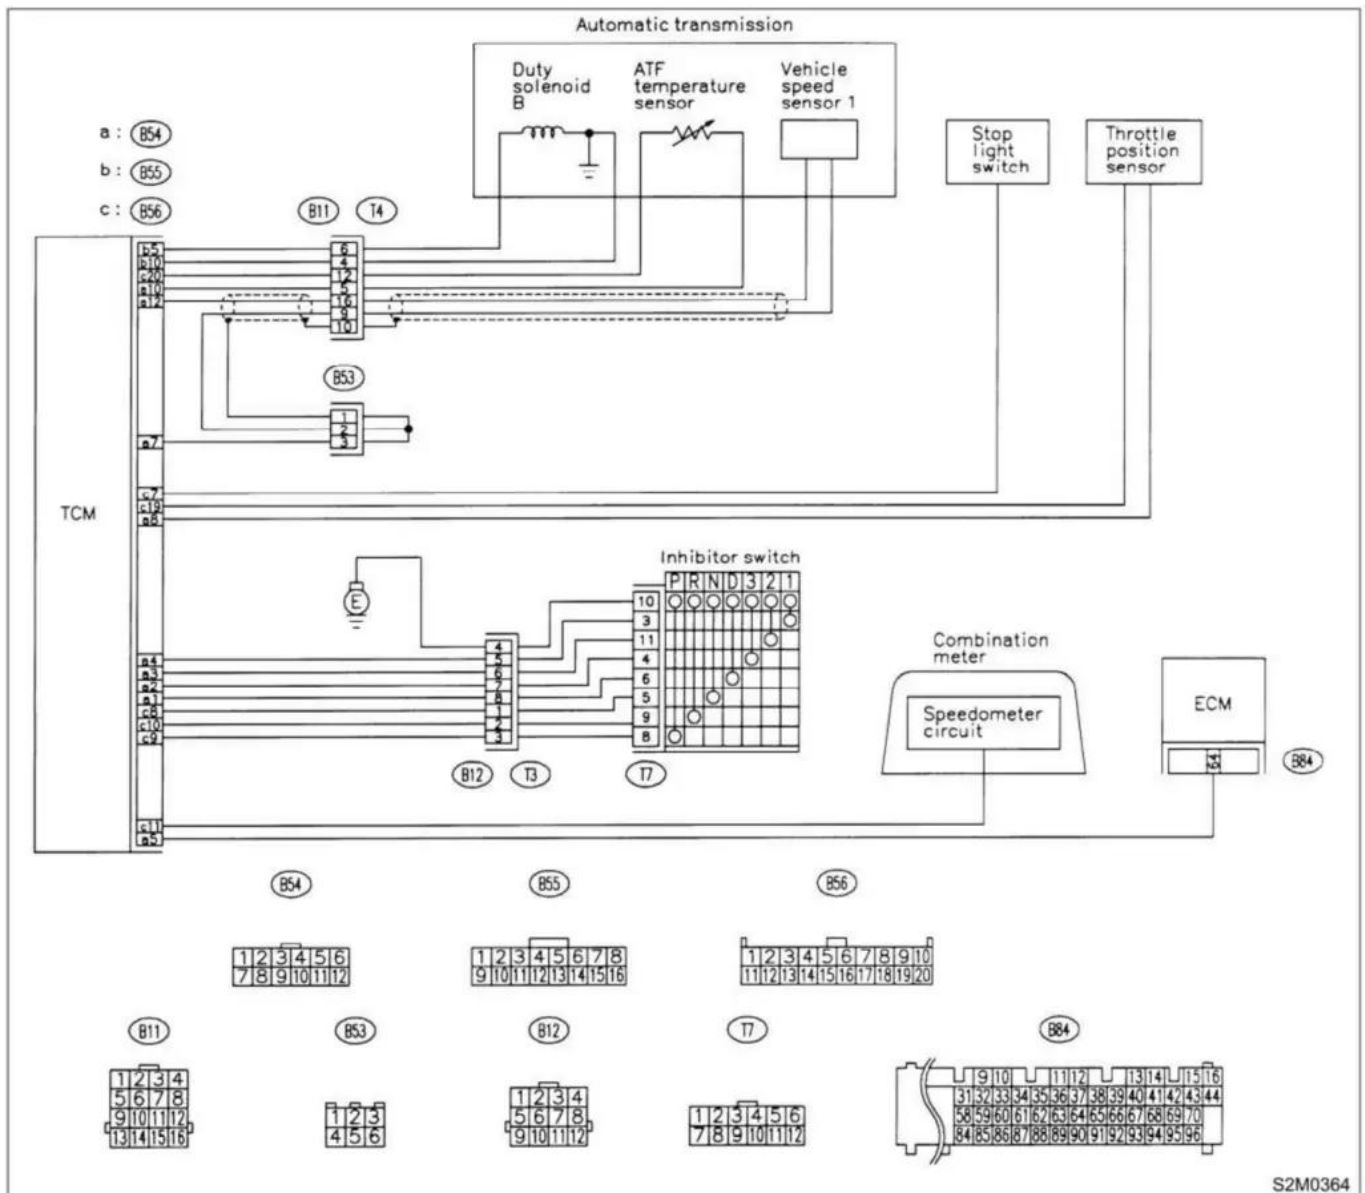 Automatic transmission
Duty
solenoid
B
ATF
temperature
sensor
Vehicle
speed
sensor 1
Stop
light
switch
Throttle
position
sensor
a : B54
b : B55
c : B56
B11 T4
b5 6
b10 4
c20 12
a10 5
a12 16
9
10
B53
1
2
a7 3
c7
c19
a8
TCM
Inhibitor switch
P R N D 3 2 1
E
10
3
11
4
6
5
9
8
4
a4 5
a3 6
a2 7
a1 8
c8 1
c10 2
c9 3
B12 T3 T7
Combination
meter
Speedometer
circuit
ECM
64
B84
c11
a5
B54 B55 B56
1 2 3 4 5 6
7 8 9 10 11 12
1 2 3 4 5 6 7 8
9 10 11 12 13 14 15 16
1 2 3 4 5 6 7 8 9 10
11 12 13 14 15 16 17 18 19 20
B11 B53 B12 T7 B84
1 2 3 4
5 6 7 8
9 10 11 12
13 14 15 16
1 2 3
4 5 6
1 2 3 4
5 6 7 8
9 10 11 12
1 2 3 4 5 6
7 8 9 10 11 12
9 10 11 12 13 14 15 16
31 32 33 34 35 36 37 38 39 40 41 42 43 44
58 59 60 61 62 63 64 65 66 67 68 69 70
84 85 86 87 88 89 90 91 92 93 94 95 96
S2M0364